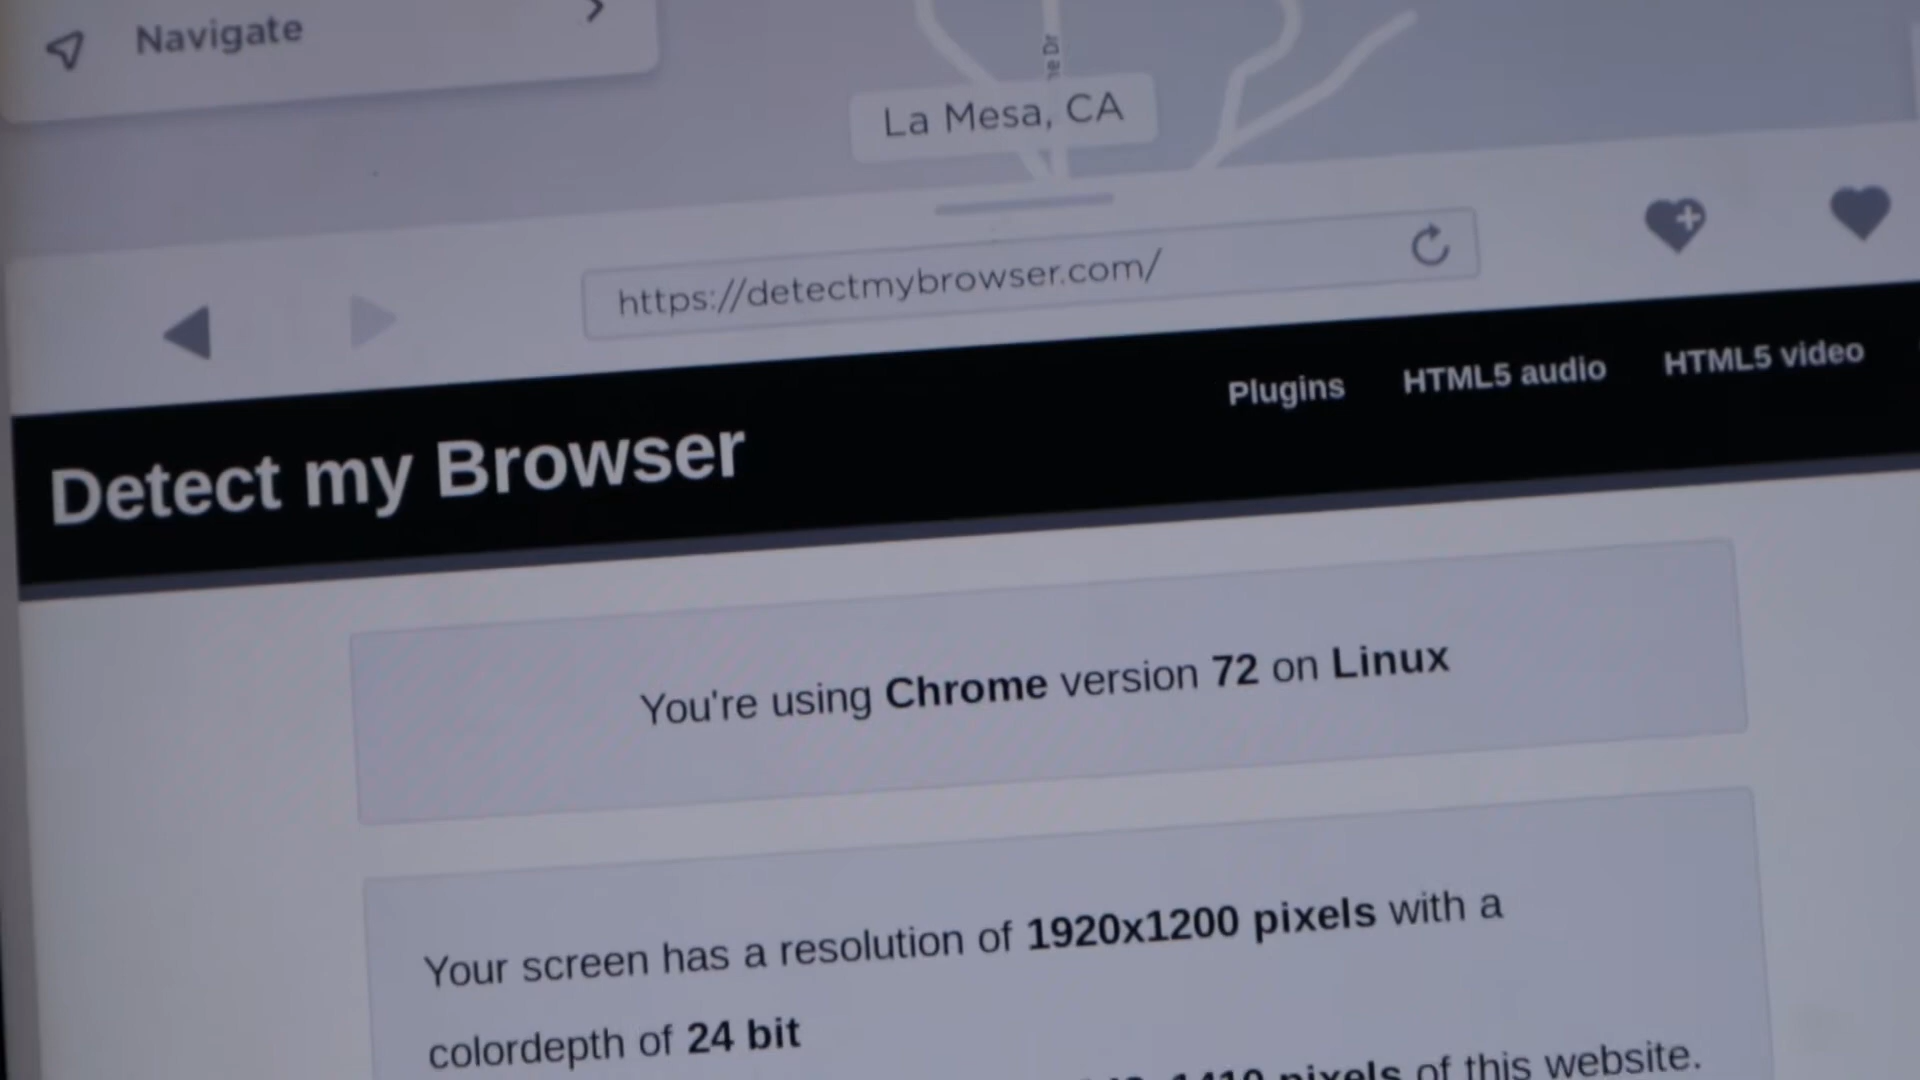 Navigate
Dr
La Mesa, CA
https://detectmybrowser.com/
Plugins HTML5 audio HTML5 video
Detect my Browser
You're using Chrome version 72 on Linux
Your screen has a resolution of 1920x1200 pixels with a
colordepth of 24 bit
pixels of this website.